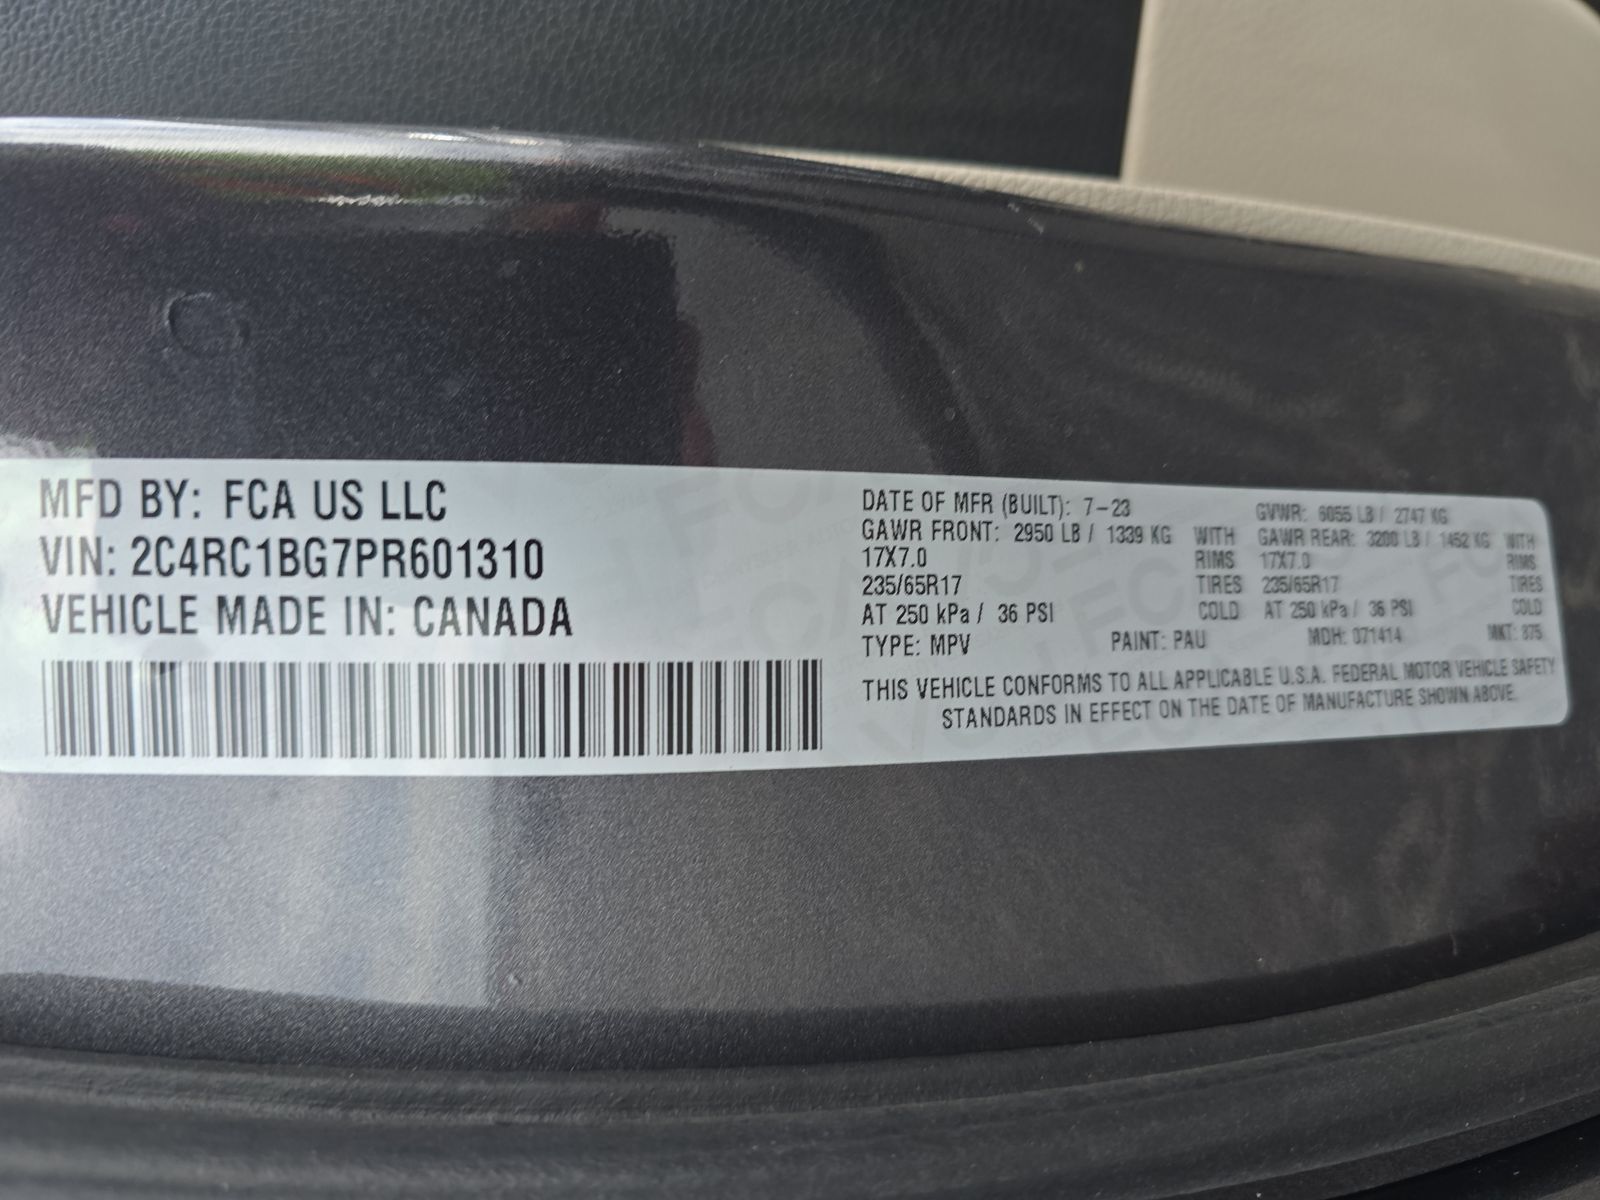 MFD BY: FCA US LLC
VIN: 2C4RC1BG7PR601310
VEHICLE MADE IN: CANADA
DATE OF MFR (BUILT): 7-23 GVWR: 6055 LB / 2747 KG
GAWR FRONT: 2950 LB / 1339 KG WITH GAWR REAR: 3200 LB / 1452 KG WITH
17X7.0 RIMS 17X7.0 RIMS
235/65R17 TIRES 235/65R17 TIRES
AT 250 kPa / 36 PSI COLD AT 250 kPa / 36 PSI COLD
TYPE: MPV PAINT: PAU MDH: 071414 MKT: 875
THIS VEHICLE CONFORMS TO ALL APPLICABLE U.S.A. FEDERAL MOTOR VEHICLE SAFETY
STANDARDS IN EFFECT ON THE DATE OF MANUFACTURE SHOWN ABOVE.